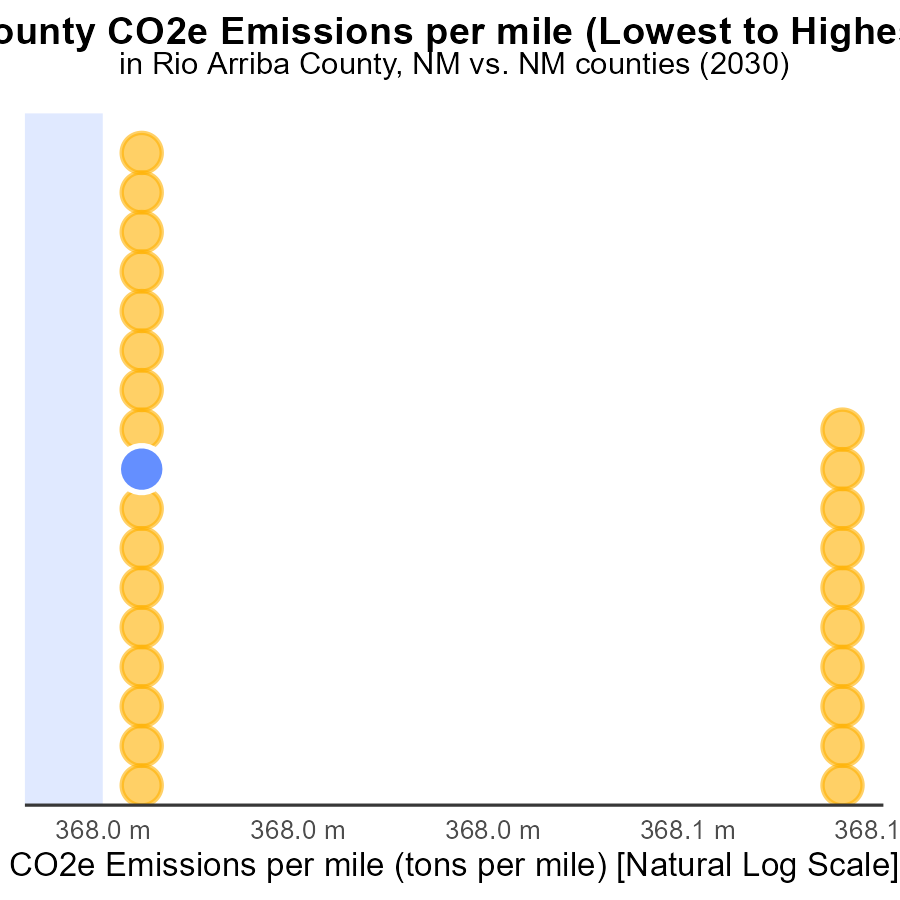 ounty CO2e Emissions per mile (Lowest to Highes
in Rio Arriba County, NM vs. NM counties (2030)
368.0 m 368.0 m 368.0 m 368.1 m 368.1
CO2e Emissions per mile (tons per mile) [Natural Log Scale]